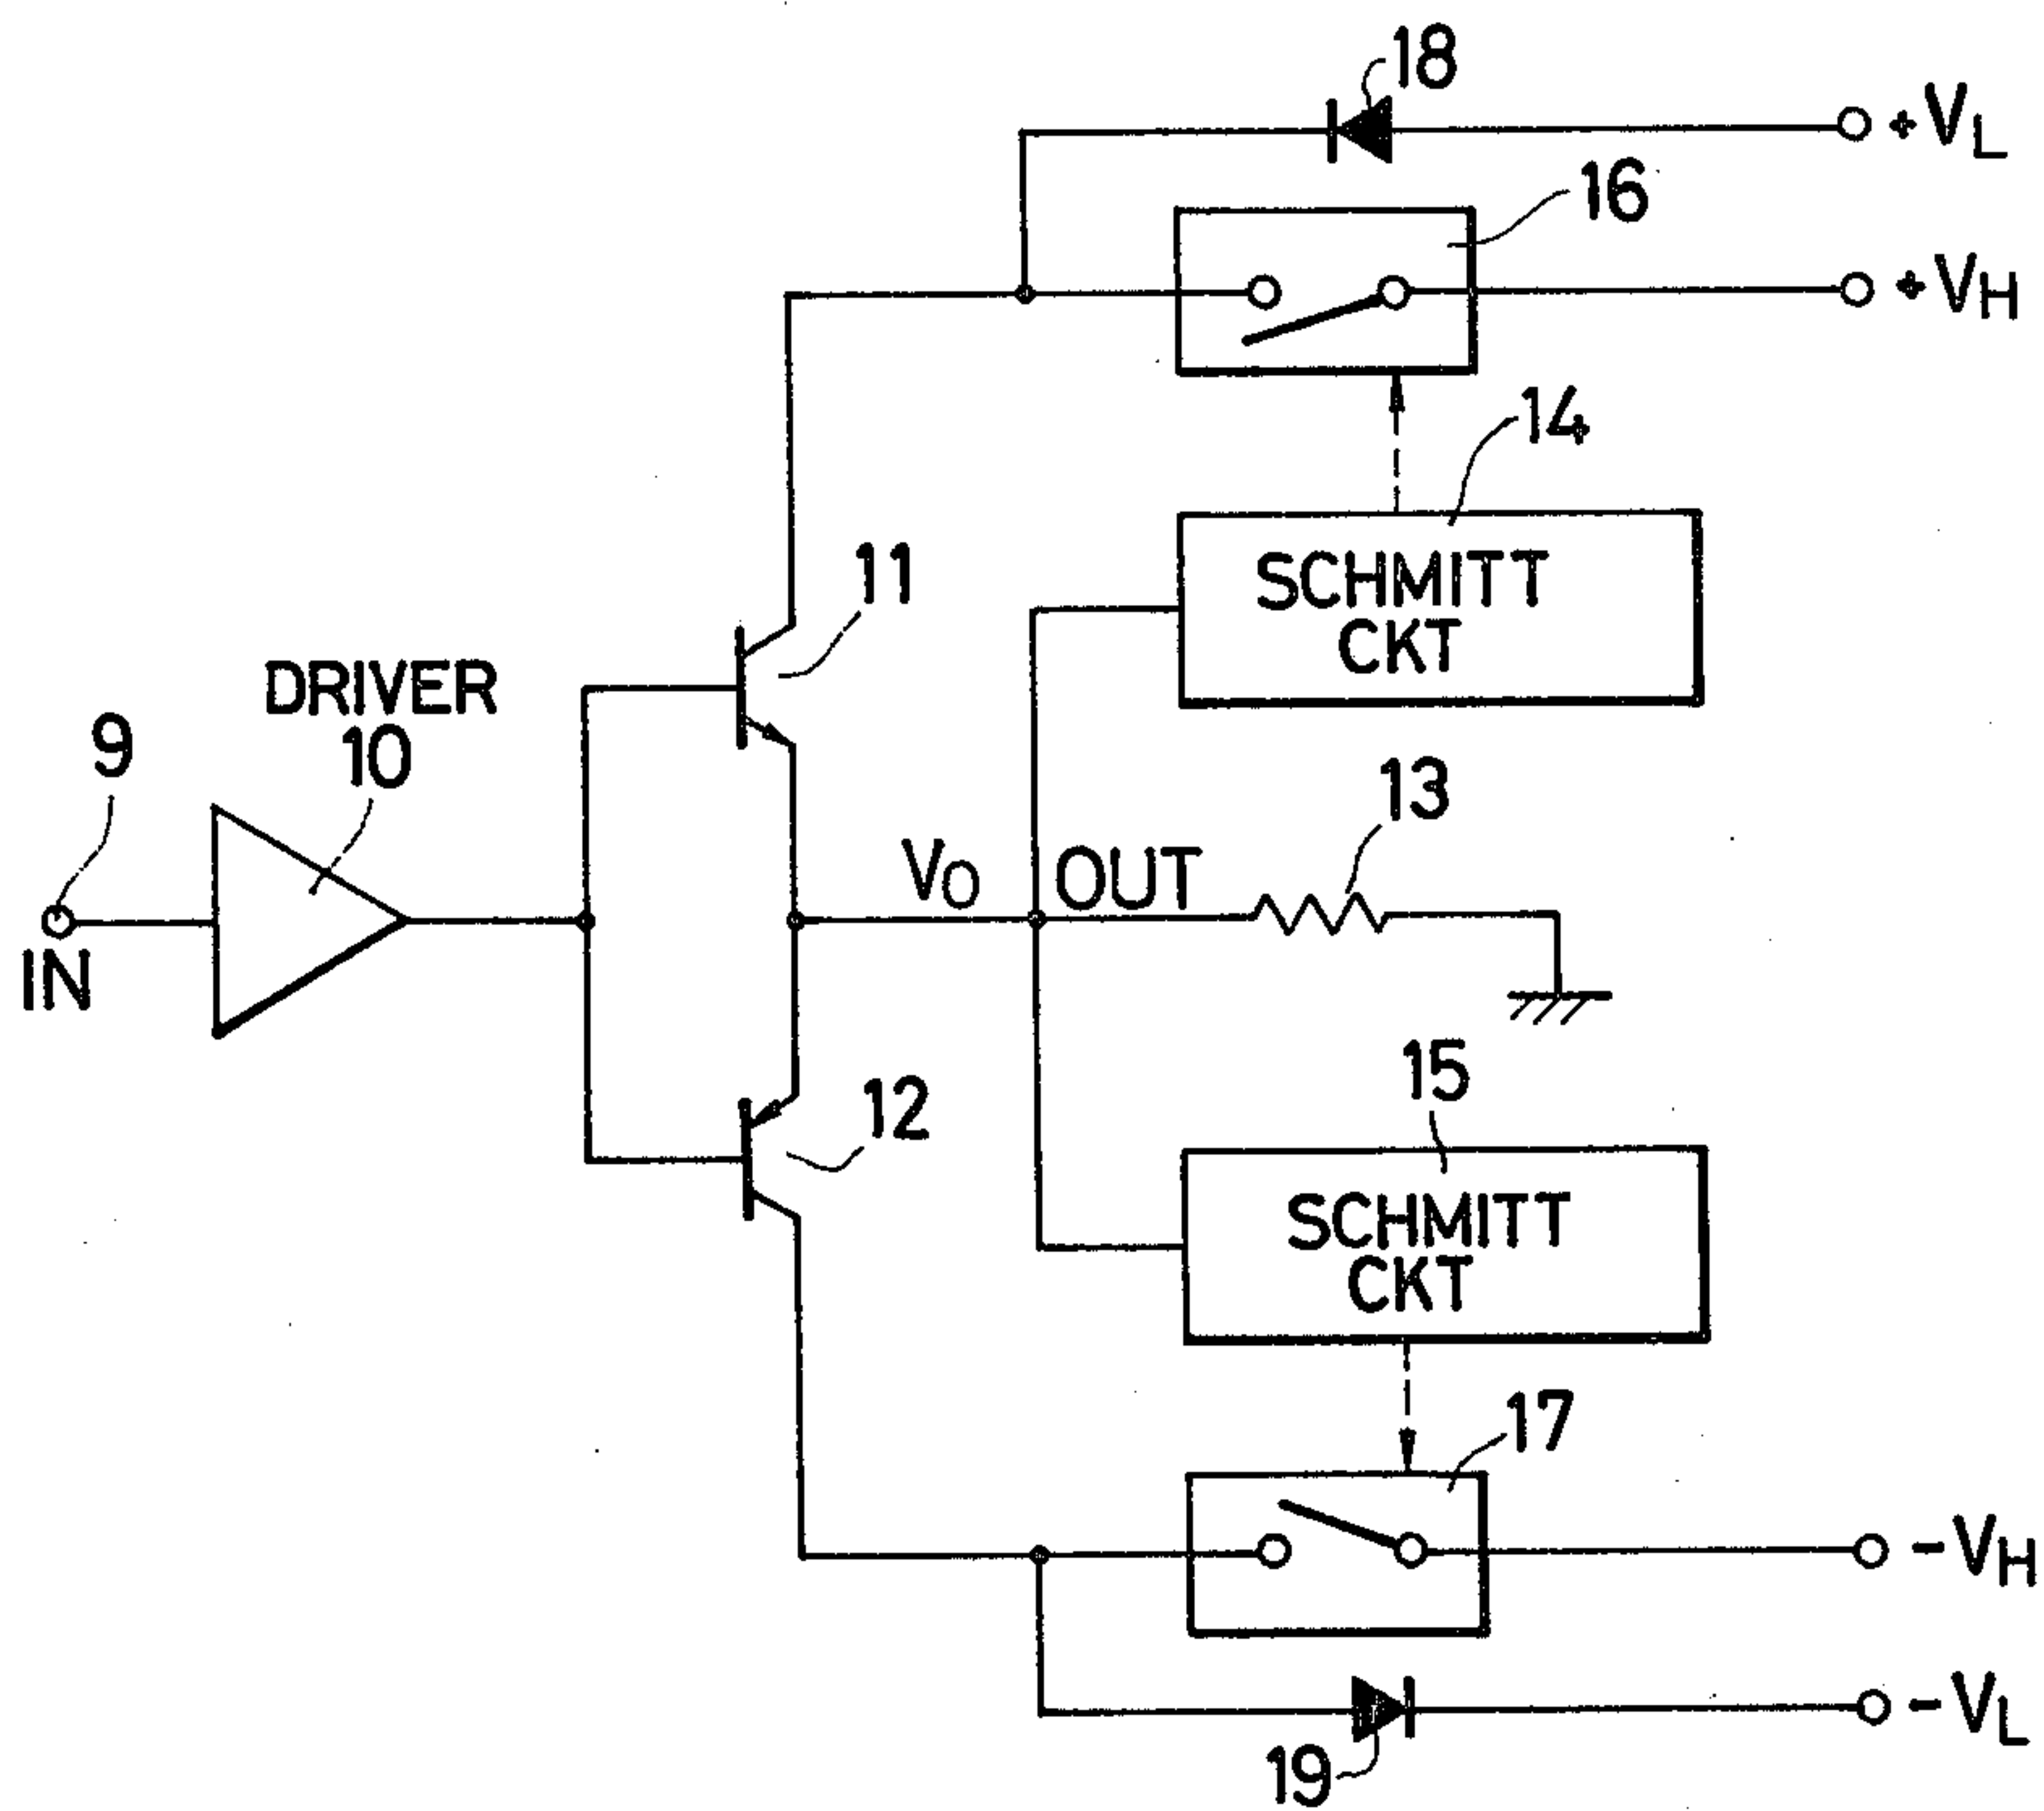 18
+VL
16
+VH
14
SCHMITT
CKT
11
DRIVER
10
9
13
VO
OUT
IN
15
12
SCHMITT
CKT
17
-VH
-VL
19